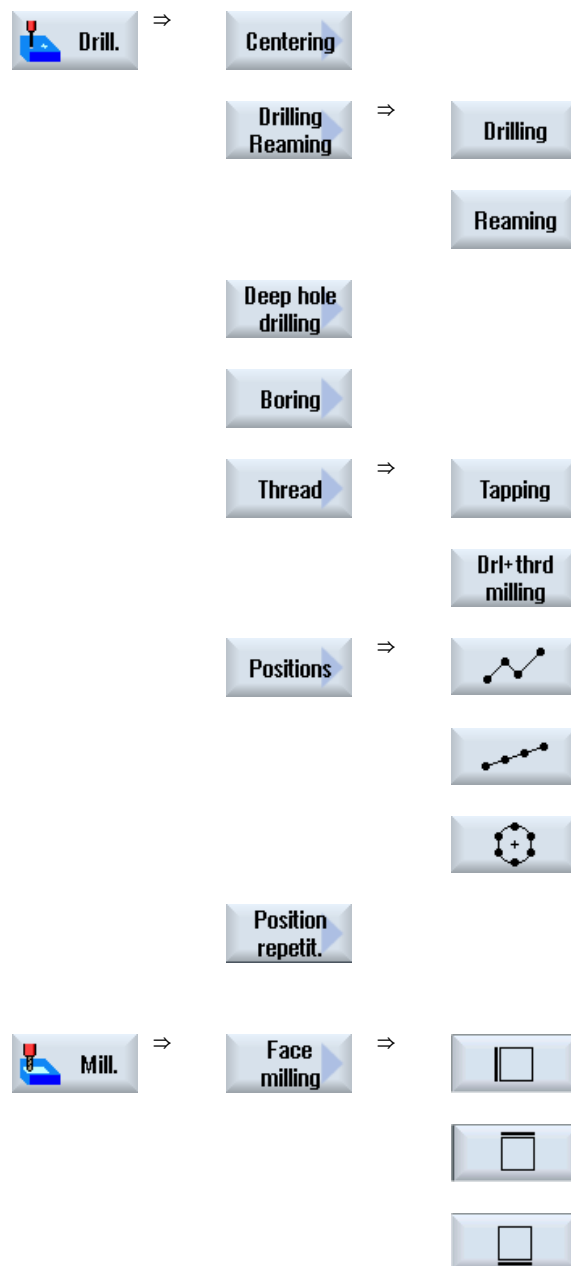 Drill.
⇒
Centering
Drilling
Reaming
⇒
Drilling
Reaming
Deep hole
drilling
Boring
Thread
⇒
Tapping
Drl+thrd
milling
Positions
⇒
Position
repetit.
Mill.
⇒
Face
milling
⇒